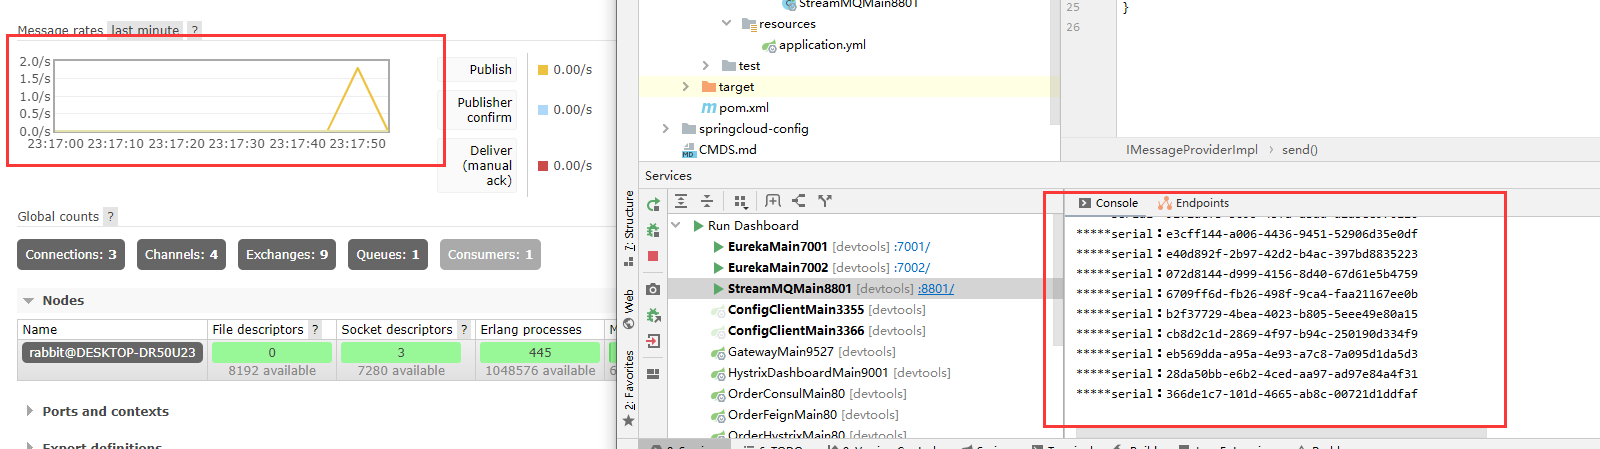 Message rates last minute ?
2.0/s
1.5/s
1.0/s
0.5/s
0.0/s
23:17:00 23:17:10 23:17:20 23:17:30 23:17:40 23:17:50
Publish 0.00/s
Publisher confirm 0.00/s
Deliver (manual ack) 0.00/s
Global counts ?
Connections: 3 Channels: 4 Exchanges: 9 Queues: 1 Consumers: 1
Nodes
Name File descriptors ? Socket descriptors ? Erlang processes
rabbit@DESKTOP-DR50U23 0 3 445
8192 available 7280 available 1048576 available
Ports and contexts
Export definitions
StreamMQMain8801
resources
application.yml
test
target
pom.xml
springcloud-config
CMDS.md
25 }
26
IMessageProviderImpl > send()
Services
7: Structure
Web
2: Favorites
Run Dashboard
EurekaMain7001 [devtools] :7001/
EurekaMain7002 [devtools] :7002/
StreamMQMain8801 [devtools] :8801/
ConfigClientMain3355 [devtools]
ConfigClientMain3366 [devtools]
GatewayMain9527 [devtools]
HystrixDashboardMain9001 [devtools]
OrderConsulMain80 [devtools]
OrderFeignMain80 [devtools]
OrderHystrixMain80 [devtools]
Console Endpoints
*****serial：e3cff144-a006-4436-9451-52906d35e0df
*****serial：e40d892f-2b97-42d2-b4ac-397bd8835223
*****serial：072d8144-d999-4156-8d40-67d61e5b4759
*****serial：6709ff6d-fb26-498f-9ca4-faa21167ee0b
*****serial：b2f37729-4bea-4023-b805-5eee49e80a15
*****serial：cb8d2c1d-2869-4f97-b94c-250190d334f9
*****serial：eb569dda-a95a-4e93-a7c8-7a095d1da5d3
*****serial：28da50bb-e6b2-4ced-aa97-ad97e84a4f31
*****serial：366de1c7-101d-4665-ab8c-00721d1ddfaf